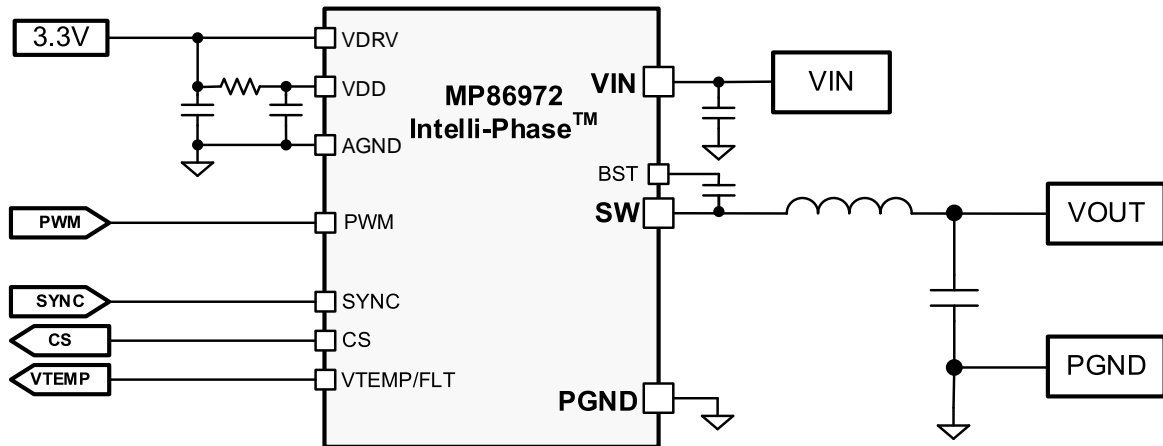 3.3V
VDRV
VDD
AGND
PWM
PWM
SYNC
SYNC
CS
CS
VTEMP
VTEMP/FLT
MP86972
Intelli-Phase™
VIN
VIN
BST
SW
VOUT
PGND
PGND